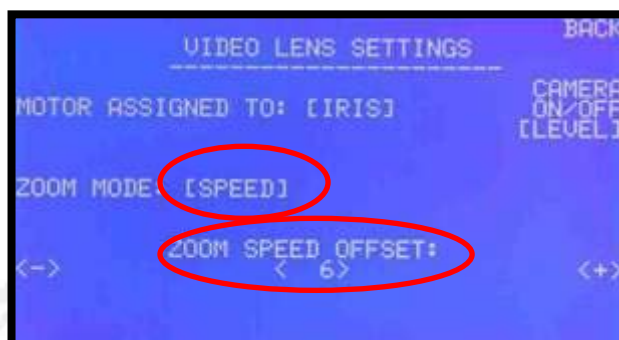 BACK
VIDEO LENS SETTINGS
MOTOR ASSIGNED TO: [IRIS]
CAMERA
ON/OFF
[LEVEL]
ZOOM MODE: [SPEED]
ZOOM SPEED OFFSET:
<-> < 6> <+>